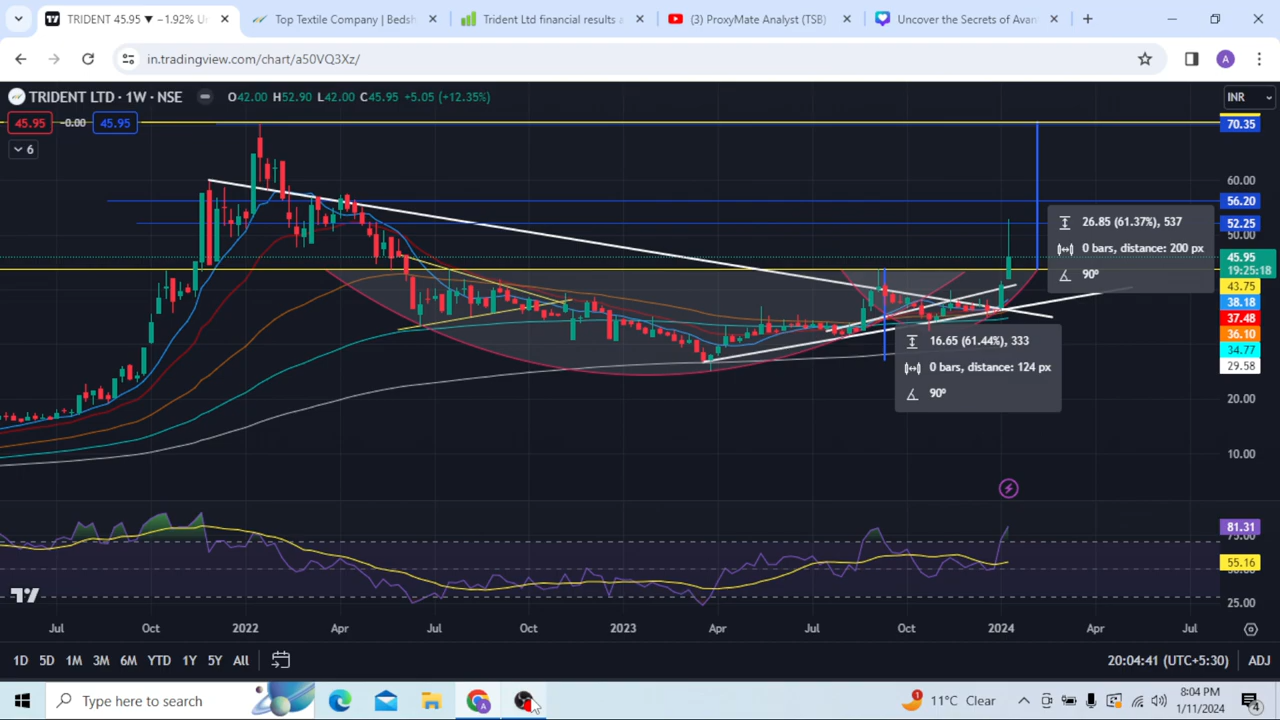 TRIDENT 45.95 ▼ −1.92% Un
Top Textile Company | Bedsh
Trident Ltd financial results a
(3) ProxyMate Analyst (TSB)
Uncover the Secrets of Avan
in.tradingview.com/chart/a50VQ3Xz/
A
TRIDENT LTD · 1W · NSE
O42.00 H52.90 L42.00 C45.95 +5.05 (+12.35%)
INR
45.95 -0.00 45.95
6
70.35
60.00
56.20
52.25
50.00
45.95
19:25:18
43.75
38.18
37.48
36.10
34.77
29.58
20.00
10.00
26.85 (61.37%), 537
0 bars, distance: 200 px
90º
16.65 (61.44%), 333
0 bars, distance: 124 px
90º
81.31
75.00
55.16
25.00
Jul Oct 2022 Apr Jul Oct 2023 Apr Jul Oct 2024 Apr Jul
1D 5D 1M 3M 6M YTD 1Y 5Y All
20:04:41 (UTC+5:30) ADJ
Type here to search
11°C Clear
8:04 PM
1/11/2024
4